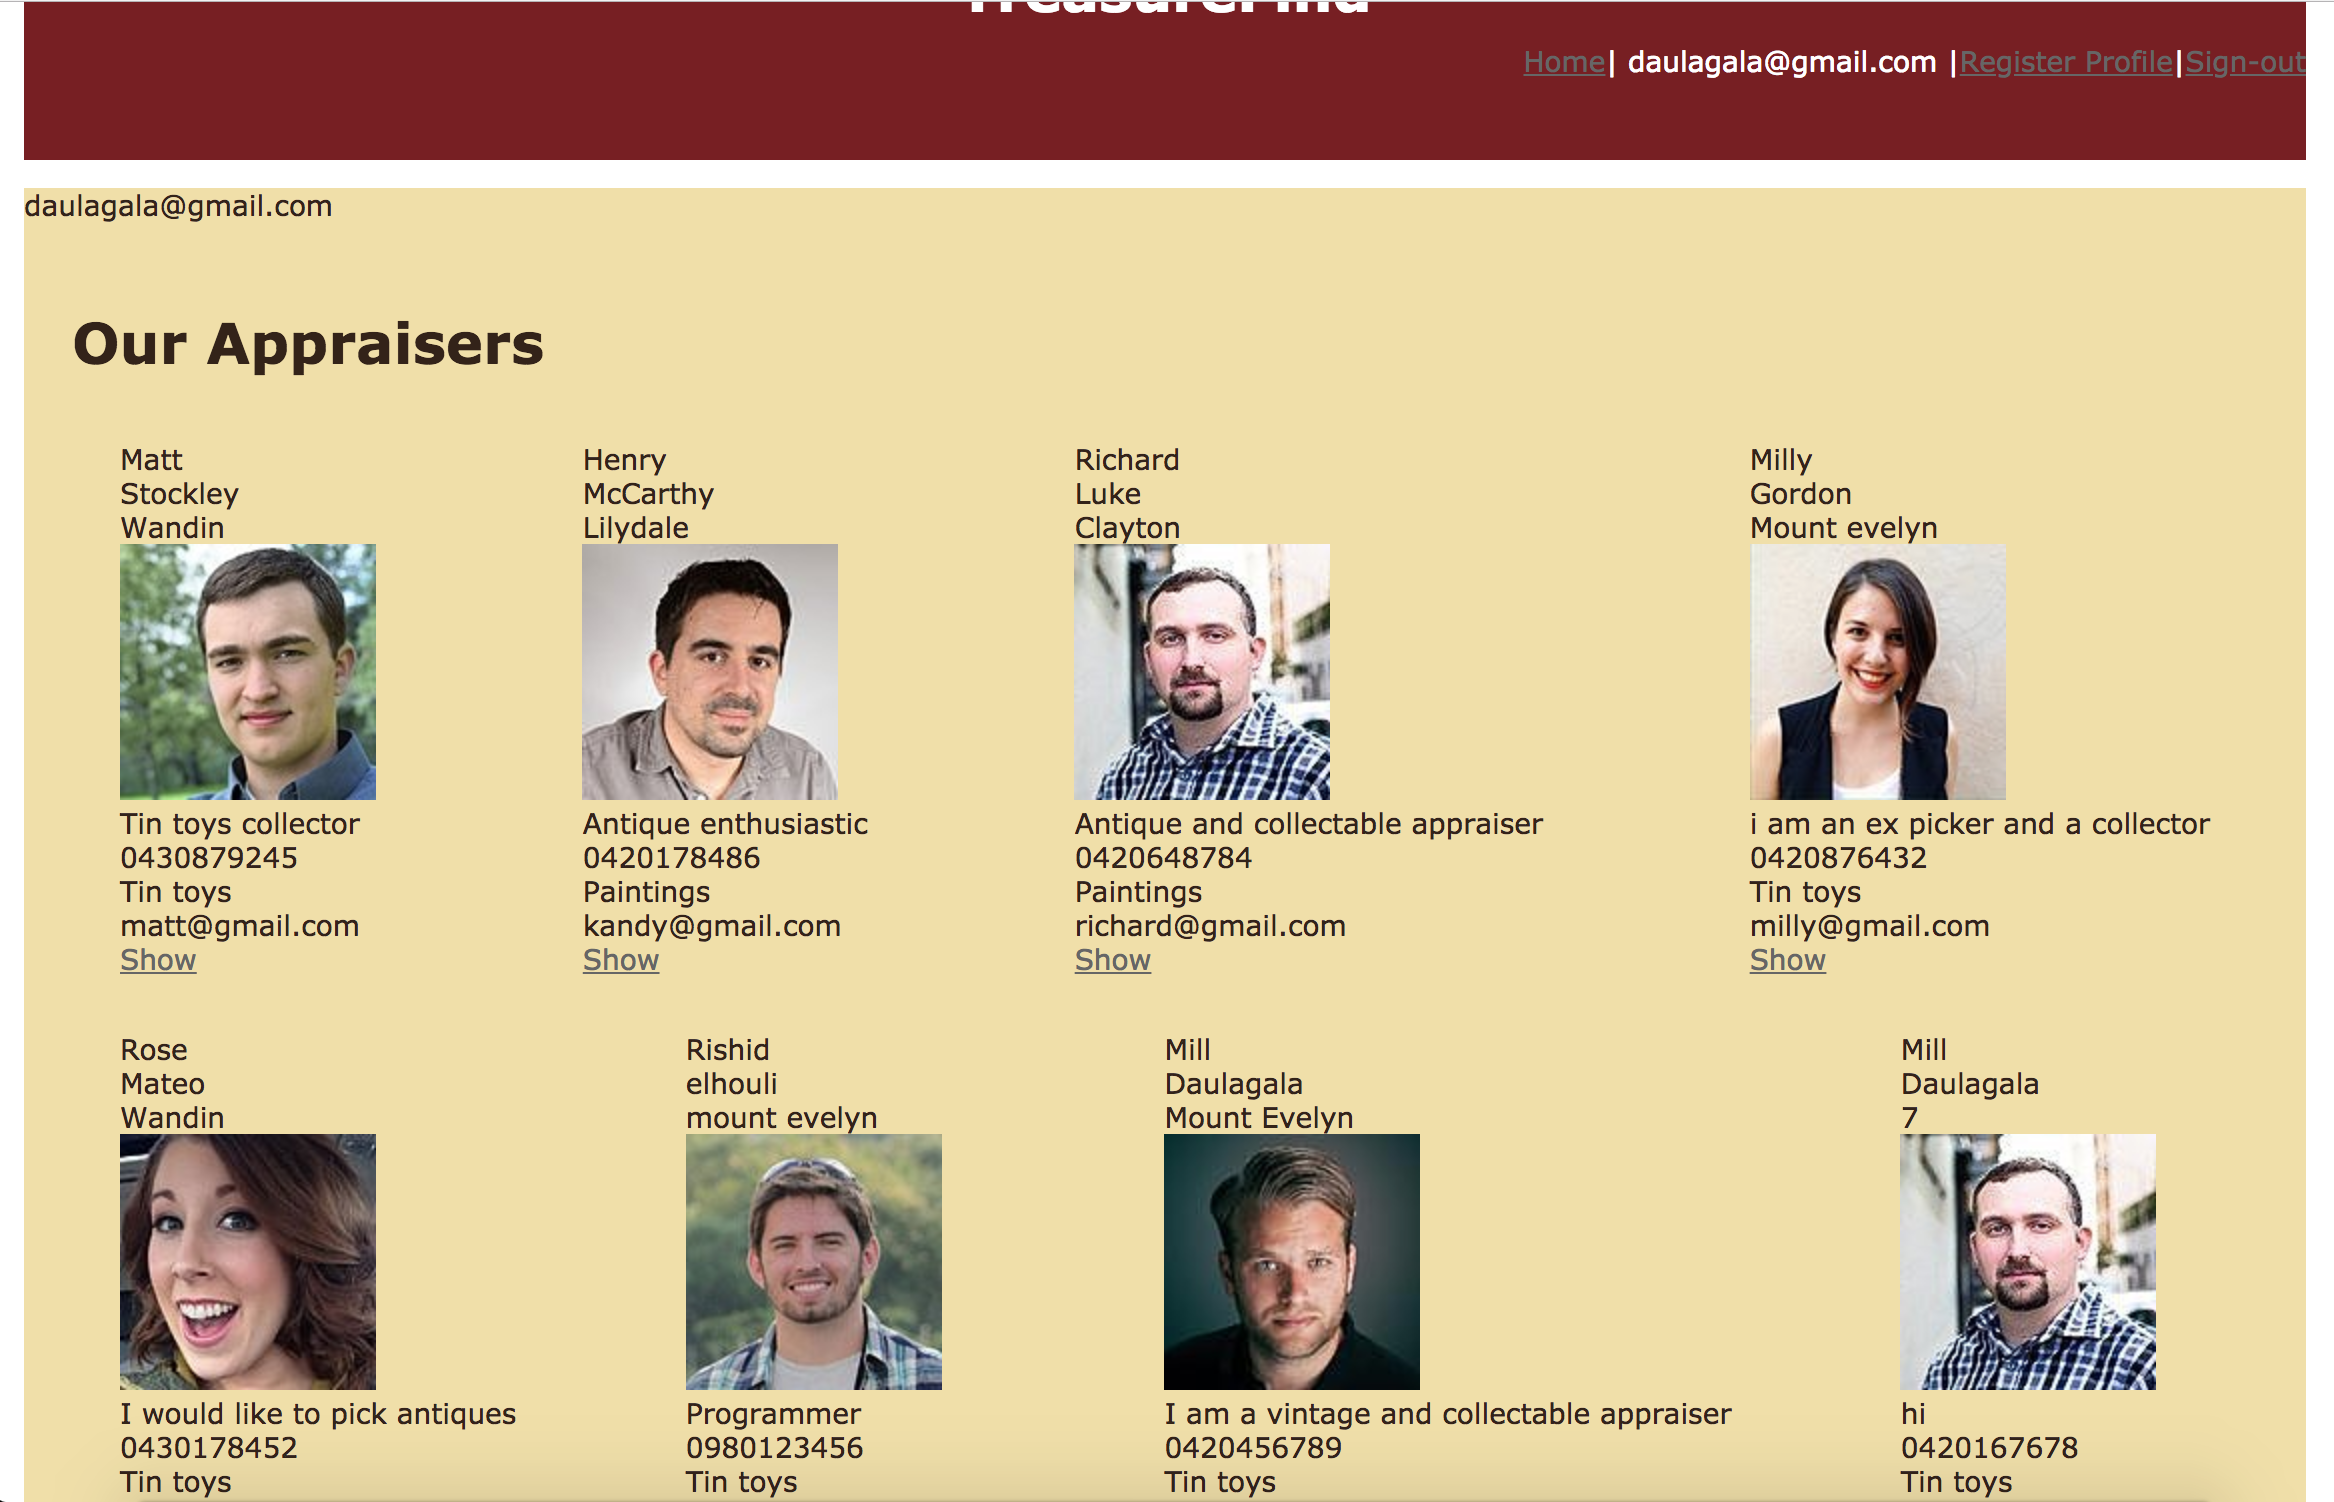 TreasureFind
Home| daulagala@gmail.com |Register Profile|Sign-out
daulagala@gmail.com
Our Appraisers
Matt
Stockley
Wandin
Tin toys collector
0430879245
Tin toys
matt@gmail.com
Show
Henry
McCarthy
Lilydale
Antique enthusiastic
0420178486
Paintings
kandy@gmail.com
Show
Richard
Luke
Clayton
Antique and collectable appraiser
0420648784
Paintings
richard@gmail.com
Show
Milly
Gordon
Mount evelyn
i am an ex picker and a collector
0420876432
Tin toys
milly@gmail.com
Show
Rose
Mateo
Wandin
I would like to pick antiques
0430178452
Tin toys
Rishid
elhouli
mount evelyn
Programmer
0980123456
Tin toys
Mill
Daulagala
Mount Evelyn
I am a vintage and collectable appraiser
0420456789
Tin toys
Mill
Daulagala
7
hi
0420167678
Tin toys